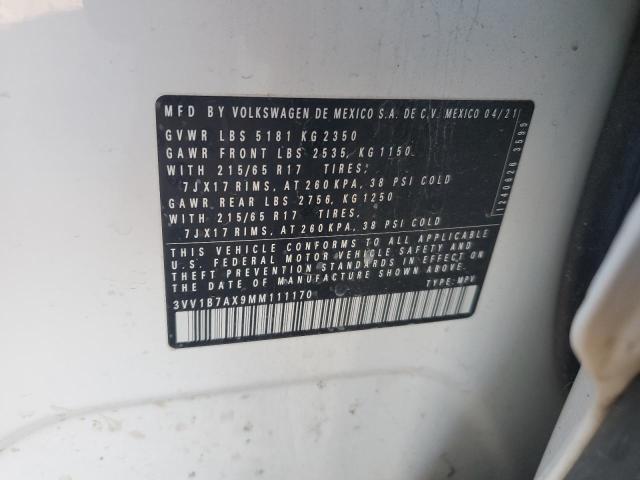 MFD BY VOLKSWAGEN DE MEXICO S.A. DE C.V. MEXICO 04/21
GVWR LBS 5181 KG 2350
GAWR FRONT LBS 2535, KG 1150
WITH 215/65 R17 TIRES.
7JX17 RIMS, AT 260 KPA, 38 PSI COLD
GAWR REAR LBS 2756, KG 1250
WITH 215/65 R17 TIRES.
7JX17 RIMS, AT 260 KPA, 38 PSI COLD
THIS VEHICLE CONFORMS TO ALL APPLICABLE
U.S. FEDERAL MOTOR VEHICLE SAFETY AND
THEFT PREVENTION STANDARDS IN EFFECT ON
THE DATE OF MANUFACTURE SHOWN ABOVE.
3VV1B7AX9MM111170 TYPE: MPV
1240626 3599